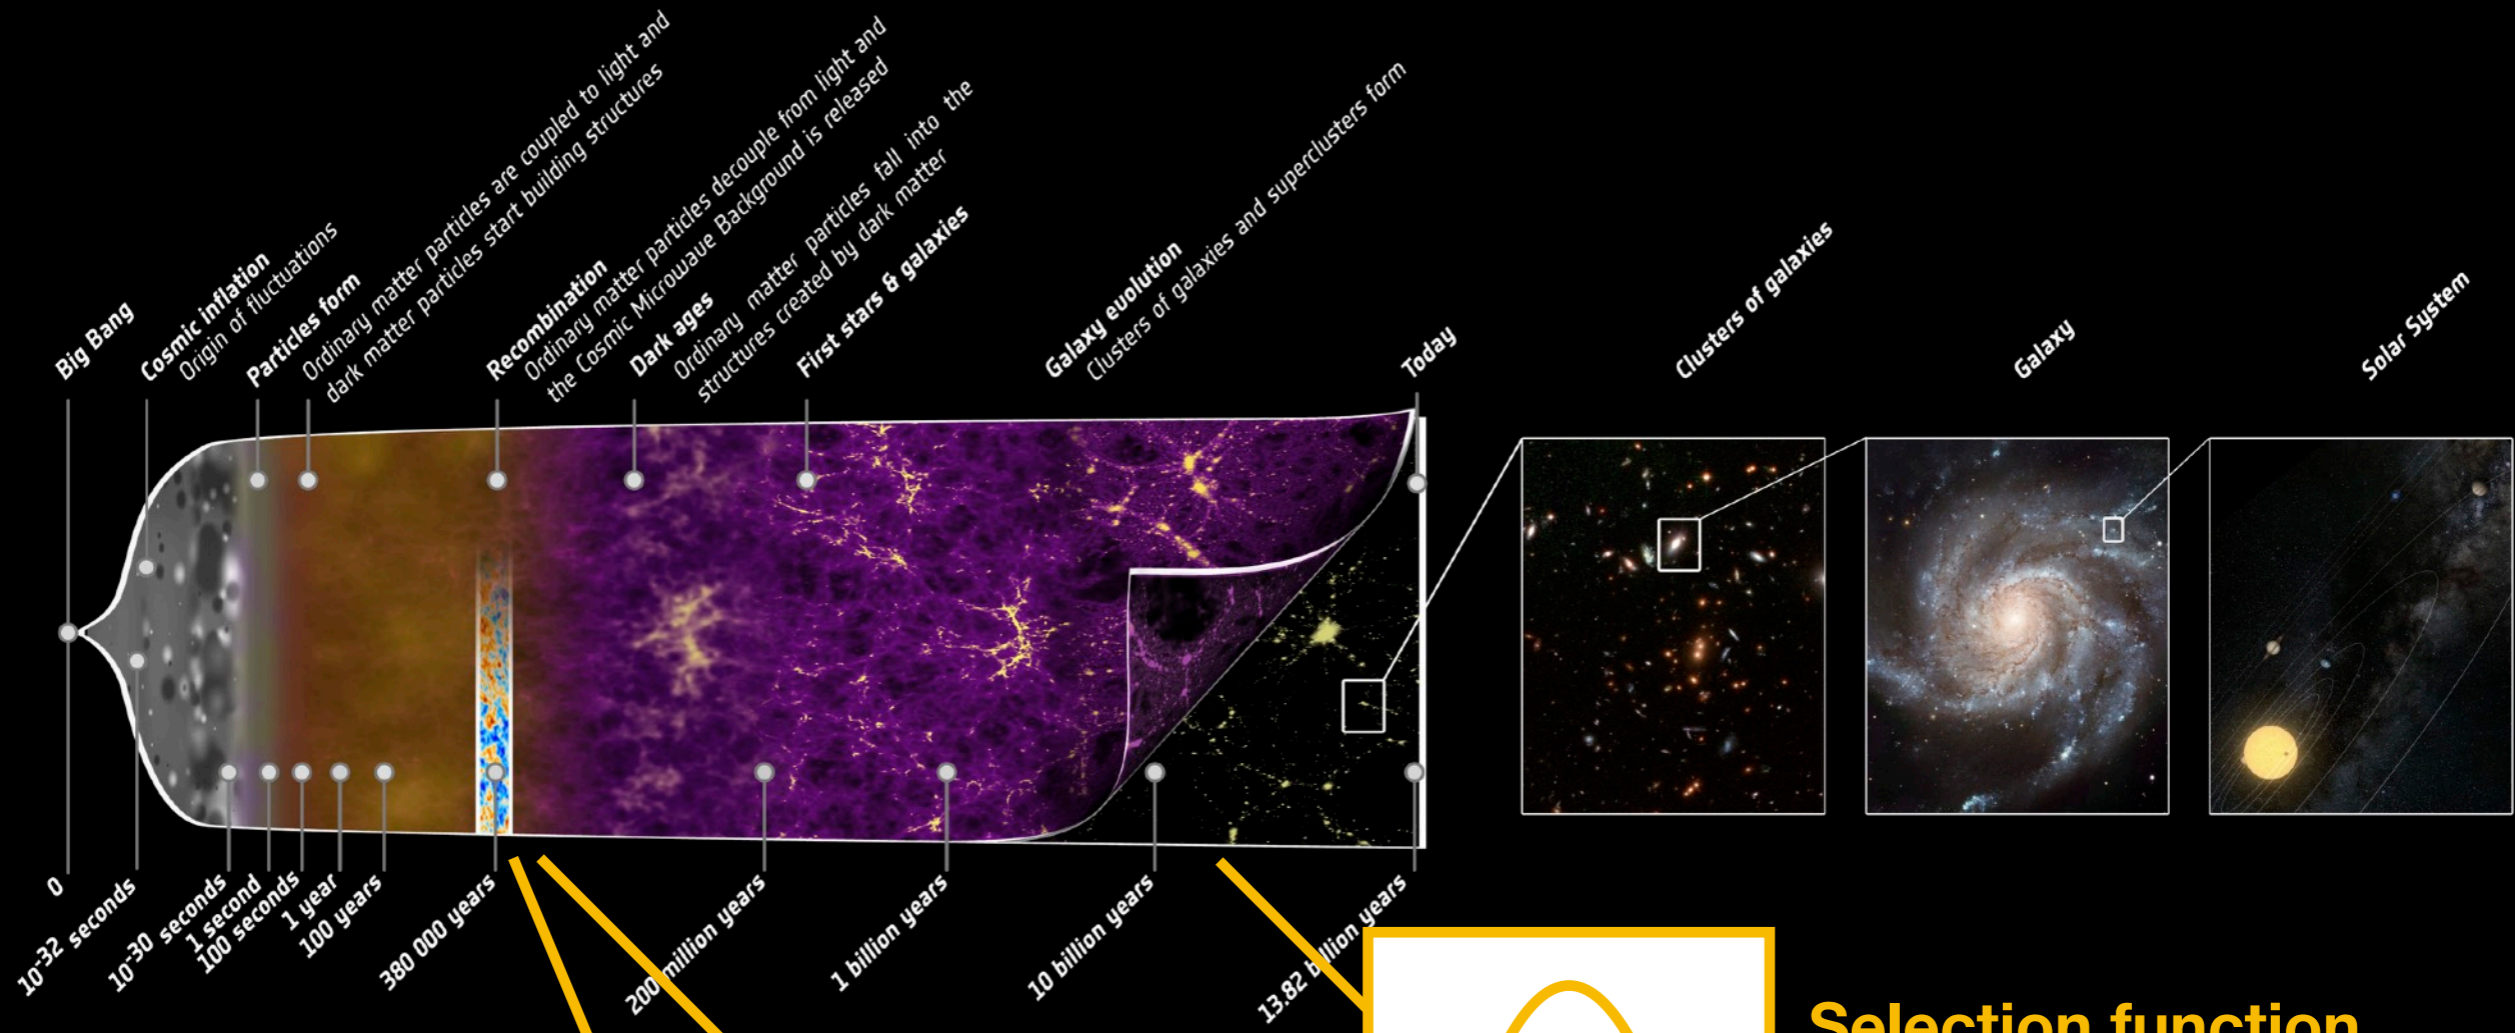 Big Bang
Cosmic inflation
Origin of fluctuations
Particles form
Ordinary matter particles are coupled to light and
dark matter particles start building structures
Recombination
Ordinary matter particles decouple from light and
the Cosmic Microwave Background is released
Dark ages
Ordinary matter particles fall into the
structures created by dark matter
First stars & galaxies
Galaxy evolution
Clusters of galaxies and superclusters form
Today
Clusters of galaxies
Galaxy
Solar System
0
10-32 seconds
10-30 seconds
1 second
100 seconds
1 year
100 years
380 000 years
200 million years
1 billion years
10 billion years
13.82 billion years
Selection function